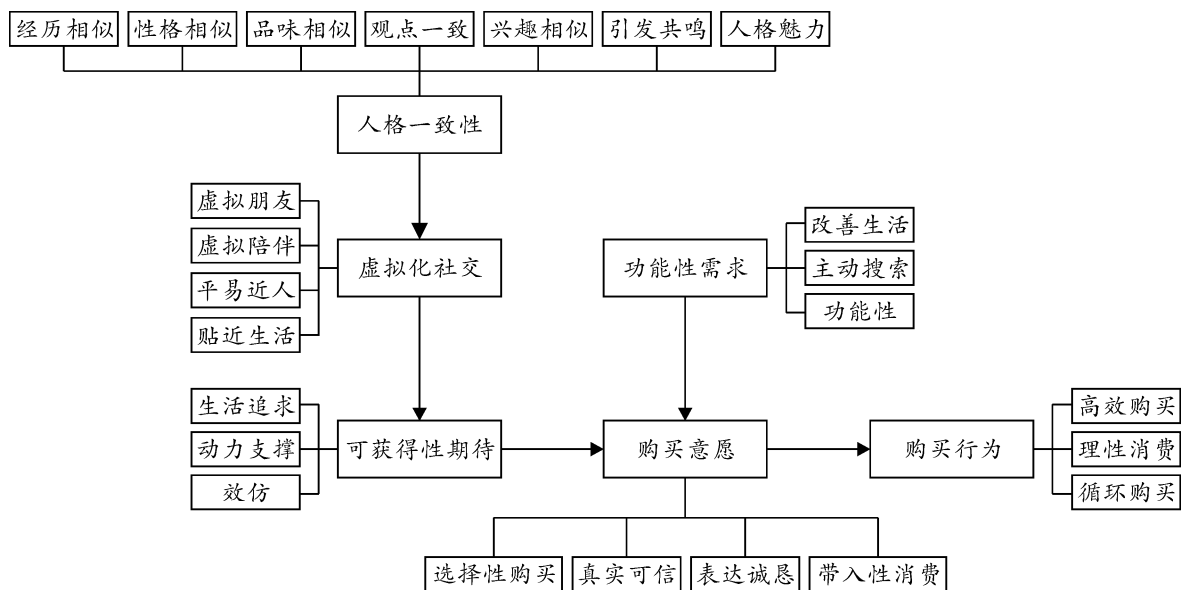 经历相似 性格相似 品味相似 观点一致 兴趣相似 引发共鸣 人格魅力
人格一致性
虚拟朋友
虚拟陪伴
平易近人
贴近生活
虚拟化社交
功能性需求
改善生活
主动搜索
功能性
生活追求
动力支撑
效仿
可获得性期待
购买意愿
购买行为
高效购买
理性消费
循环购买
选择性购买 真实可信 表达诚恳 带入性消费